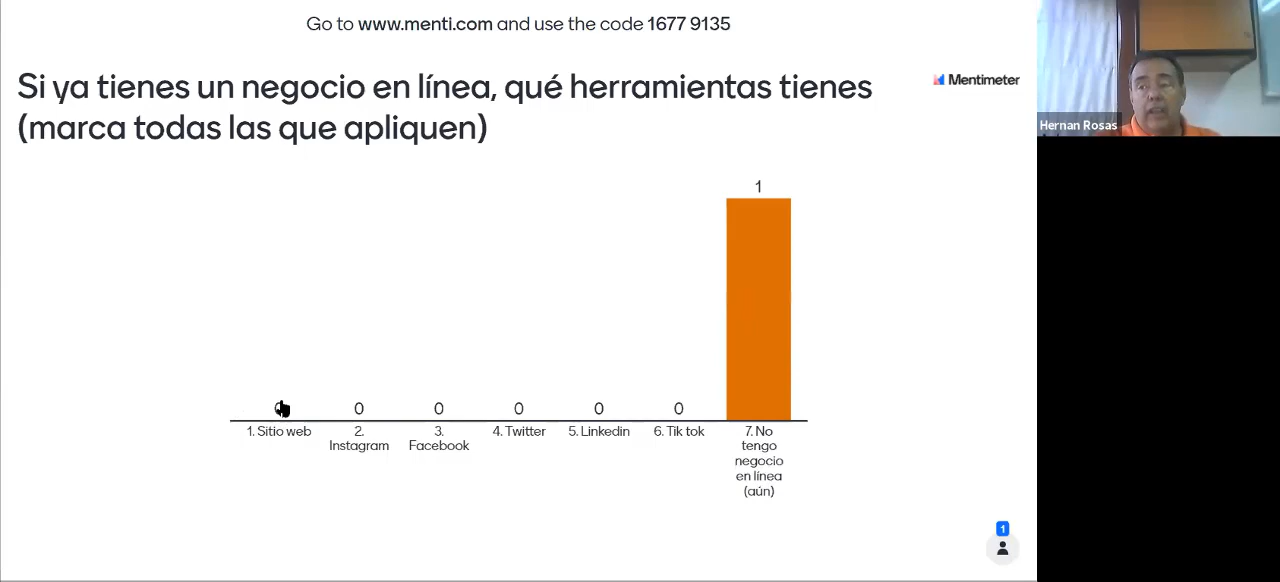 Go to www.menti.com and use the code 1677 9135
Si ya tienes un negocio en línea, qué herramientas tienes
(marca todas las que apliquen)
Mentimeter
Hernan Rosas
1
0
0
0
0
0
1. Sitio web
2.
Instagram
3.
Facebook
4. Twitter
5. Linkedin
6. Tik tok
7. No
tengo
negocio
en línea
(aún)
1